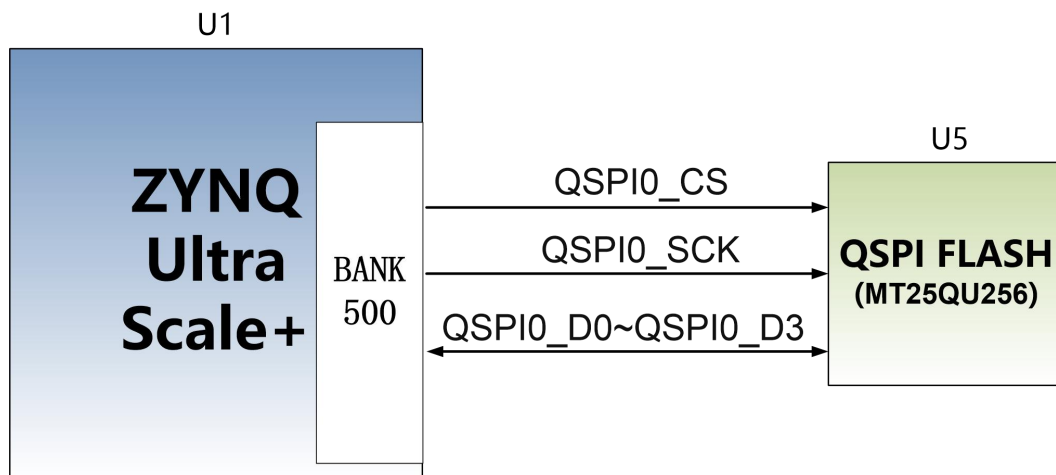 U1
ZYNQ
Ultra
Scale+
BANK
500
QSPI0_CS
QSPI0_SCK
QSPI0_D0~QSPI0_D3
U5
QSPI FLASH
(MT25QU256)